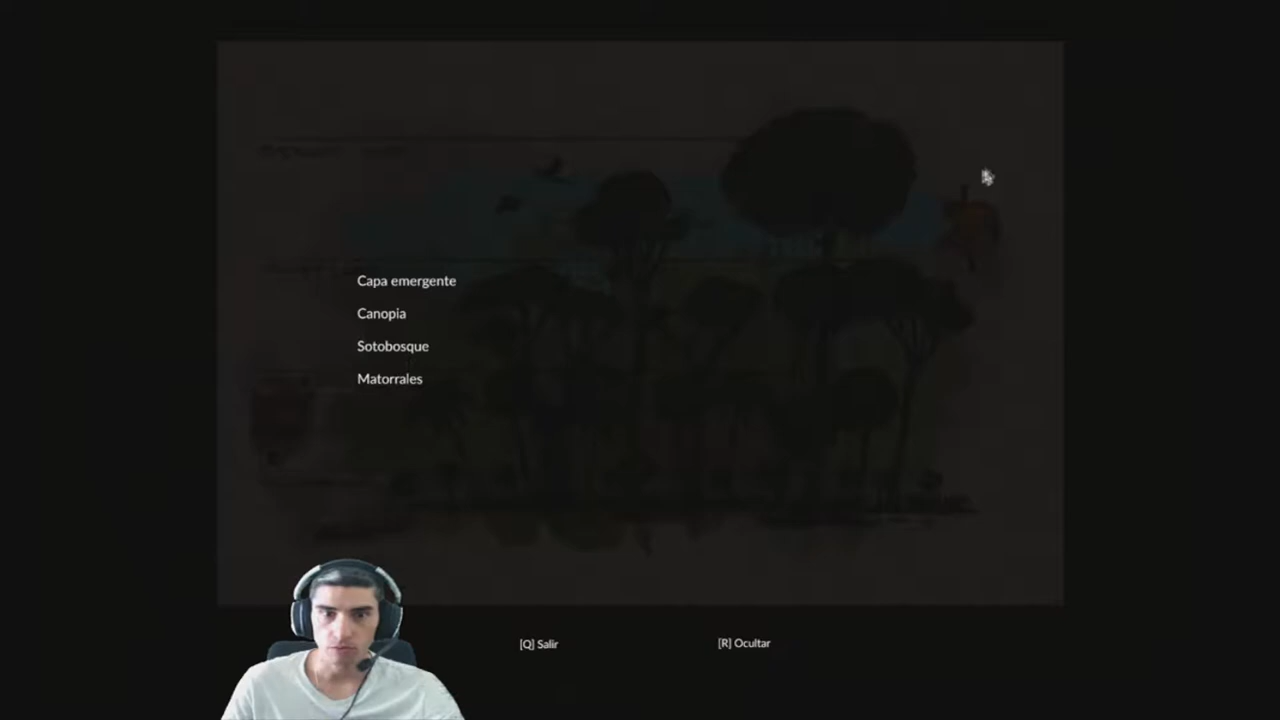 Capa emergente
Canopia
Sotobosque
Matorrales
[Q] Salir
[R] Ocultar